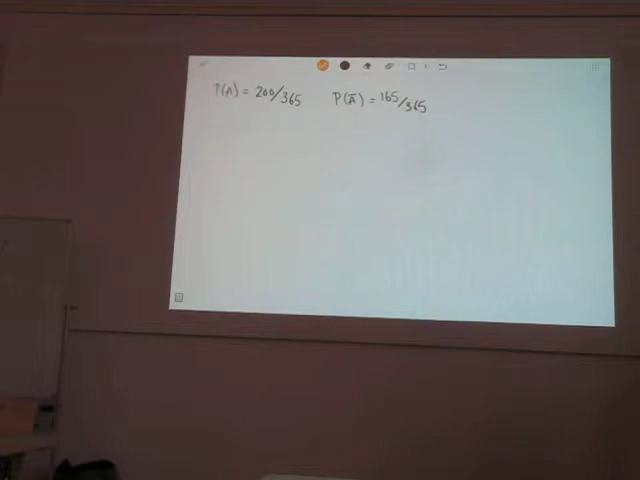 P(A) = 200/365 P(A̅) = 165/365